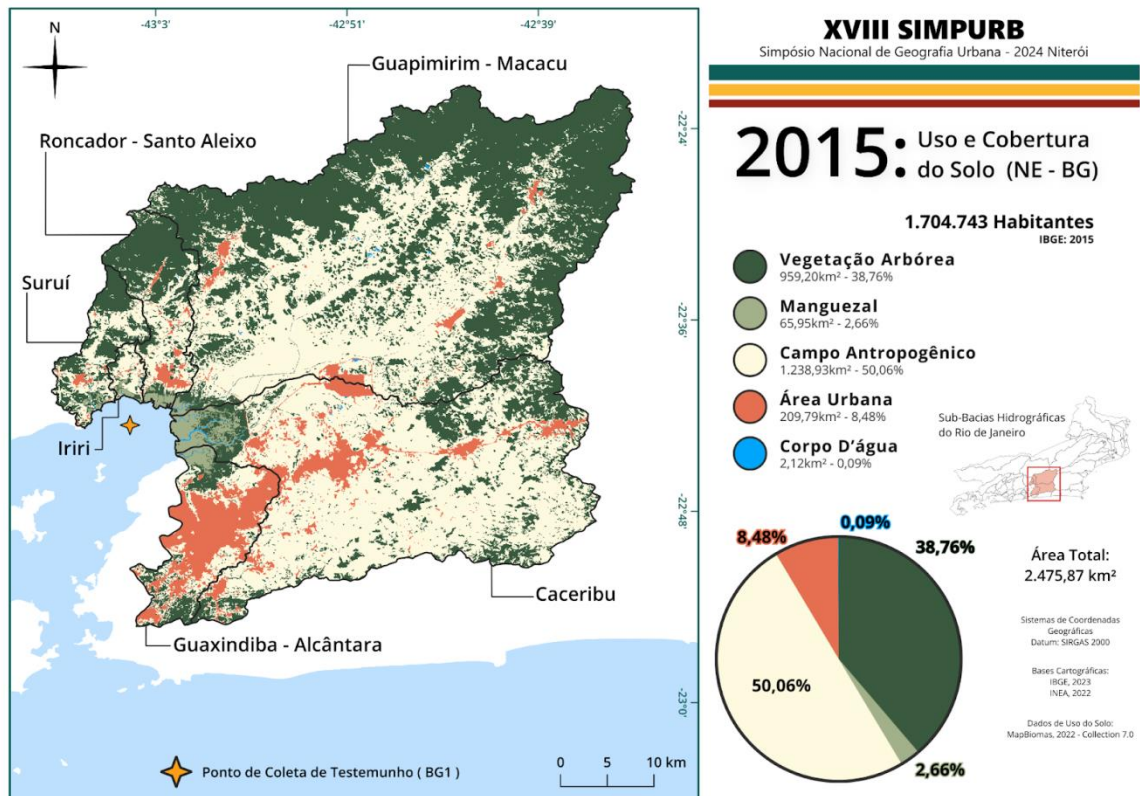 -43°3'
-42°51'
-42°39'
N
Guapimirim - Macacu
Roncador - Santo Aleixo
Suruí
Iriri
Caceribu
Guaxindiba - Alcântara
-22°24'
-22°36'
-22°48'
-23°0'
Ponto de Coleta de Testemunho ( BG1 )
0 5 10 km
XVIII SIMPURB
Simpósio Nacional de Geografia Urbana - 2024 Niterói
2015: Uso e Cobertura
do Solo (NE - BG)
1.704.743 Habitantes
IBGE: 2015
Vegetação Arbórea
959,20km² - 38,76%
Manguezal
65,95km² - 2,66%
Campo Antropogênico
1.238,93km² - 50,06%
Área Urbana
209,79km² - 8,48%
Corpo D'água
2,12km² - 0,09%
Sub-Bacias Hidrográficas
do Rio de Janeiro
0,09%
8,48%
38,76%
50,06%
2,66%
Área Total:
2.475,87 km²
Sistemas de Coordenadas
Geográficas
Datum: SIRGAS 2000
Bases Cartográficas:
IBGE, 2023
INEA, 2022
Dados de Uso do Solo:
MapBiomas, 2022 - Collection 7.0